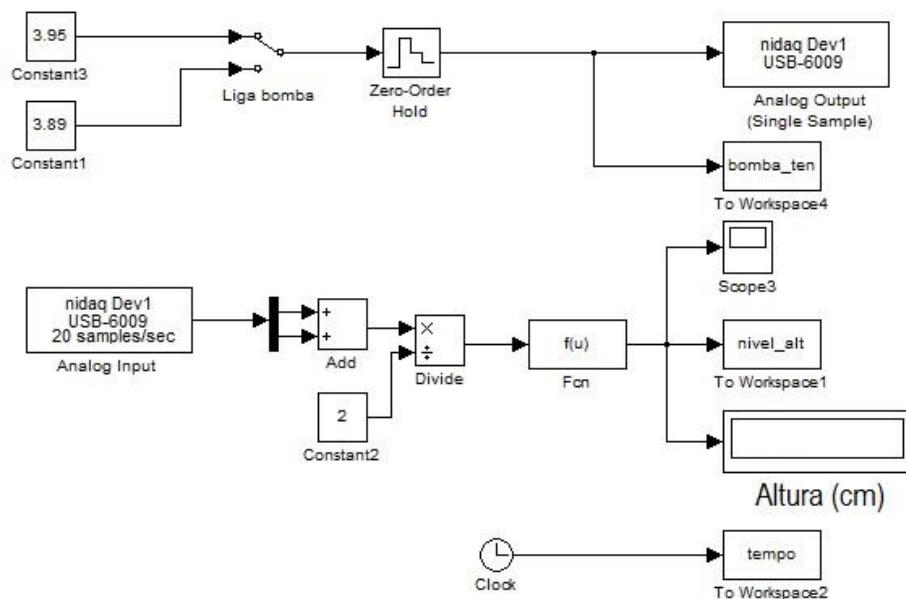 3.95
Constant3
3.89
Constant1
Liga bomba
Zero-Order
Hold
nidaq Dev1
USB-6009
Analog Output
(Single Sample)
bomba_ten
To Workspace4
Scope3
nidaq Dev1
USB-6009
20 samples/sec
Analog Input
+
+
Add
2
Constant2
×
÷
Divide
f(u)
Fcn
nivel_alt
To Workspace1
Altura (cm)
Clock
tempo
To Workspace2